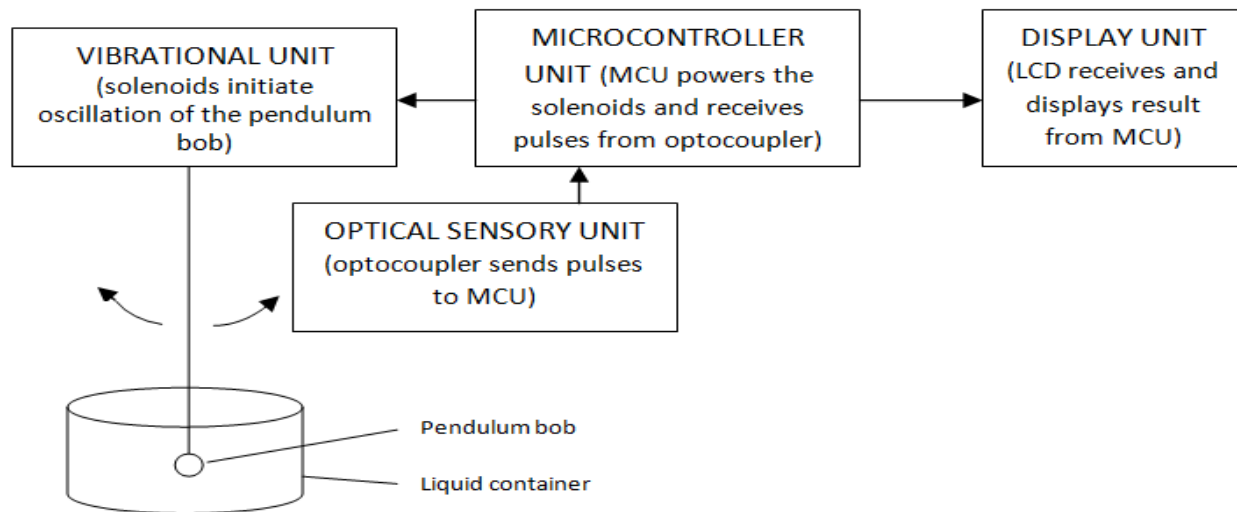 VIBRATIONAL UNIT
(solenoids initiate
oscillation of the pendulum
bob)
MICROCONTROLLER
UNIT (MCU powers the
solenoids and receives
pulses from optocoupler)
DISPLAY UNIT
(LCD receives and
displays result
from MCU)
OPTICAL SENSORY UNIT
(optocoupler sends pulses
to MCU)
Pendulum bob
Liquid container